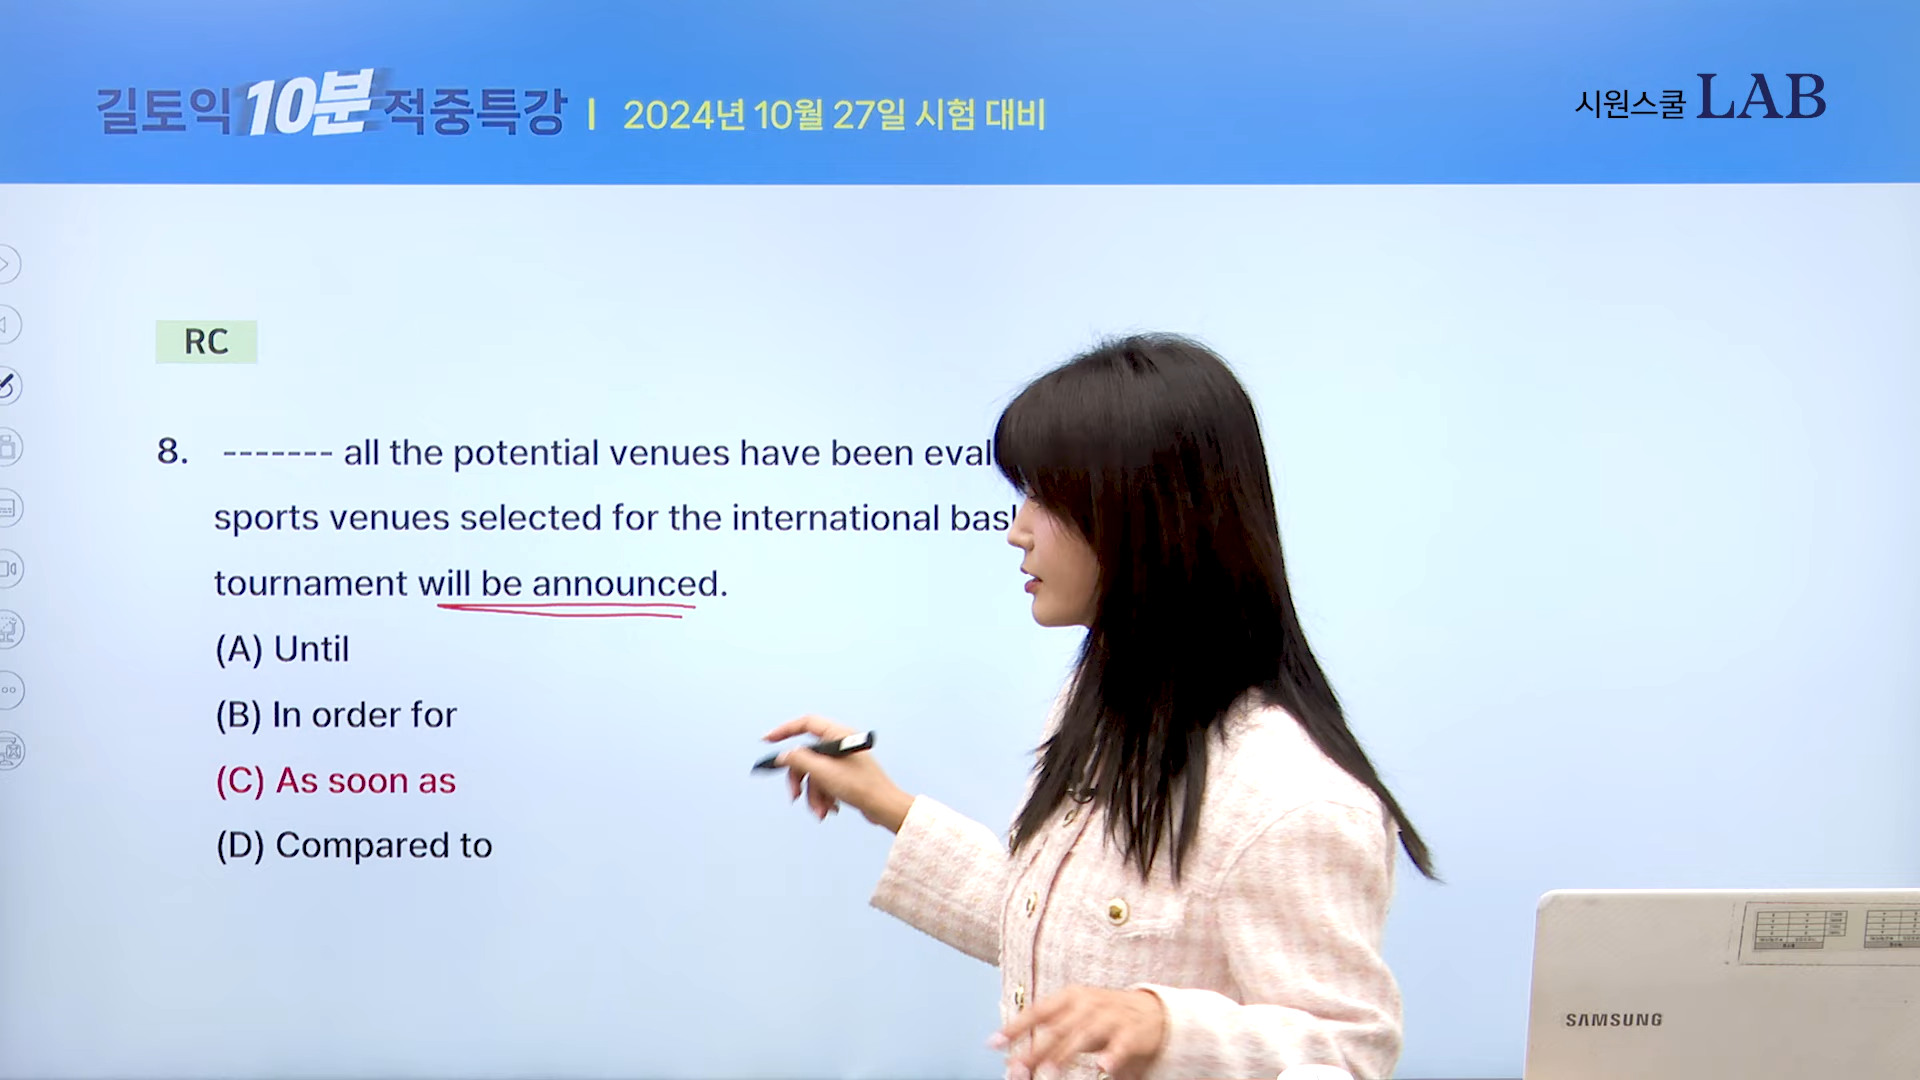 길토익 10분 적중특강 | 2024년 10월 27일 시험 대비
시원스쿨 LAB
RC
8. ------- all the potential venues have been
sports venues selected for the international
tournament will be announced.
(A) Until
(B) In order for
(C) As soon as
(D) Compared to
SAMSUNG